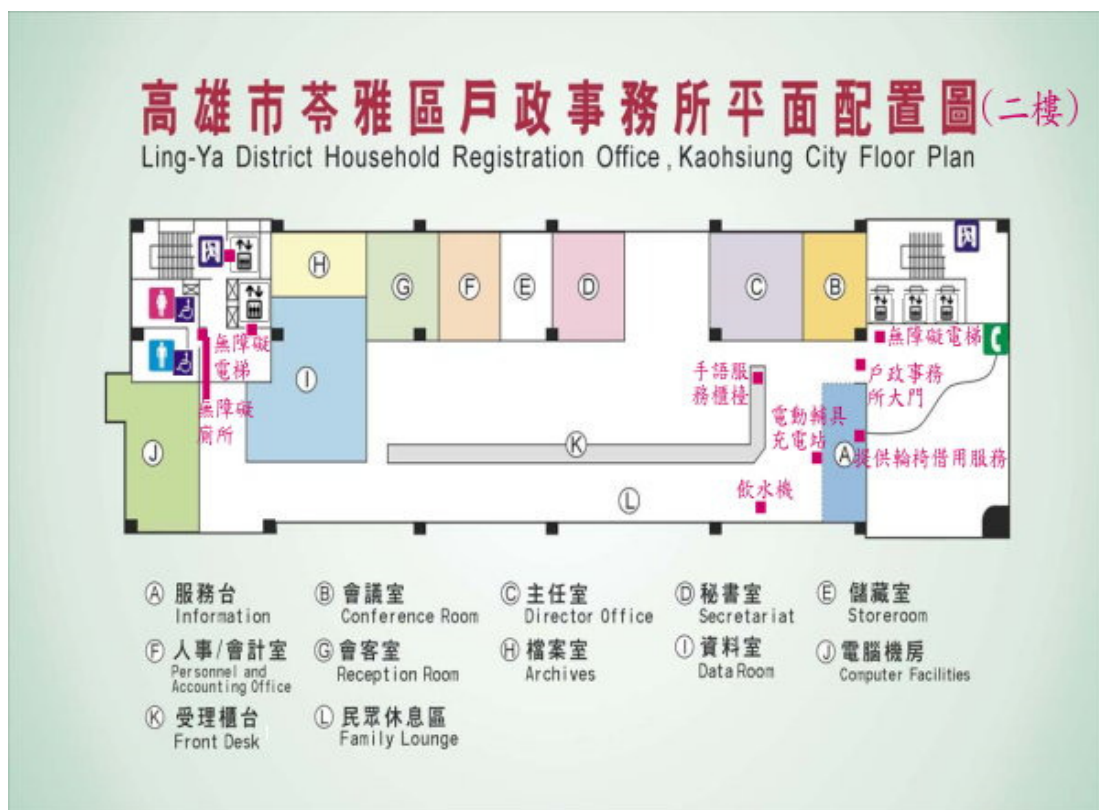 高雄市苓雅區戶政事務所平面配置圖(二樓)
Ling-Ya District Household Registration Office, Kaohsiung City Floor Plan
H
G
F
E
D
C
B
無障礙
電梯
無障礙
廁所
I
J
手語服
務櫃檯
無障礙電梯
戶政事務
所大門
電動輔具
充電站
K
A
提供輪椅借用服務
飲水機
L
A 服務台
Information
B 會議室
Conference Room
C 主任室
Director Office
D 秘書室
Secretariat
E 儲藏室
Storeroom
F 人事/會計室
Personnel and
Accounting Office
G 會客室
Reception Room
H 檔案室
Archives
I 資料室
Data Room
J 電腦機房
Computer Facilities
K 受理櫃台
Front Desk
L 民眾休息區
Family Lounge